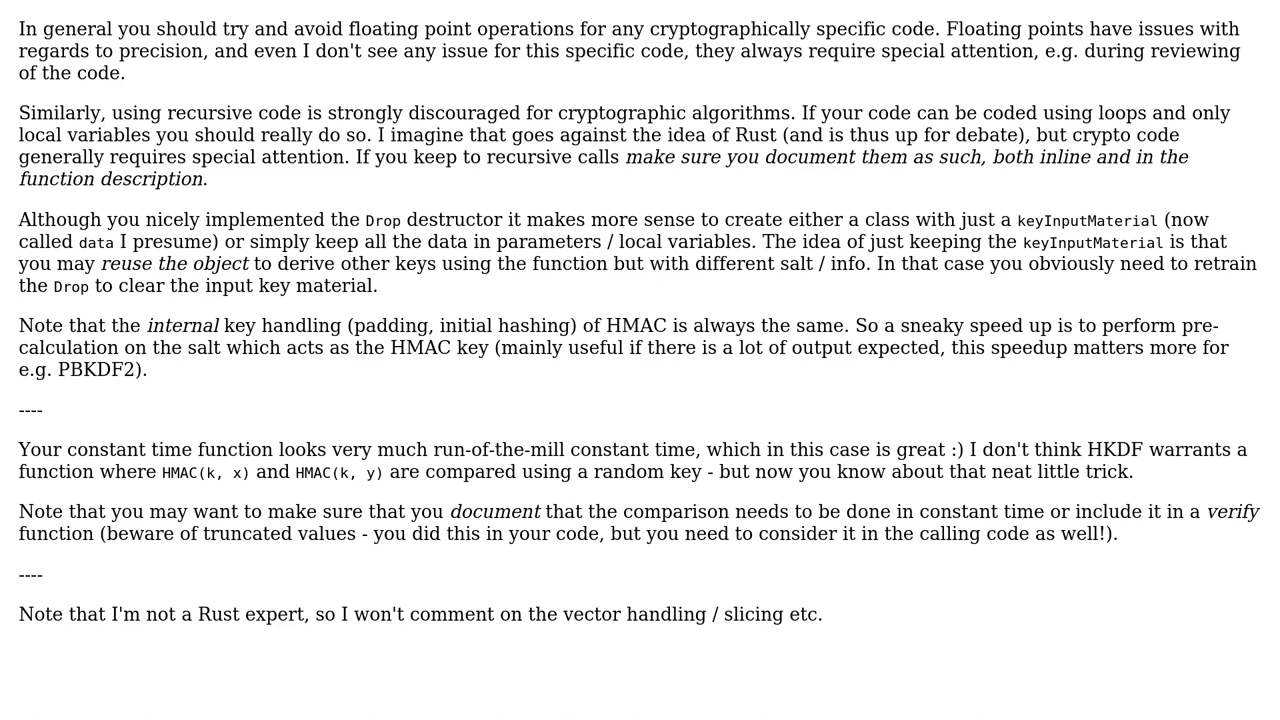 In general you should try and avoid floating point operations for any cryptographically specific code. Floating points have issues with
regards to precision, and even I don't see any issue for this specific code, they always require special attention, e.g. during reviewing
of the code.
Similarly, using recursive code is strongly discouraged for cryptographic algorithms. If your code can be coded using loops and only
local variables you should really do so. I imagine that goes against the idea of Rust (and is thus up for debate), but crypto code
generally requires special attention. If you keep to recursive calls make sure you document them as such, both inline and in the
function description.
Although you nicely implemented the Drop destructor it makes more sense to create either a class with just a keyInputMaterial (now
called data I presume) or simply keep all the data in parameters / local variables. The idea of just keeping the keyInputMaterial is that
you may reuse the object to derive other keys using the function but with different salt / info. In that case you obviously need to retrain
the Drop to clear the input key material.
Note that the internal key handling (padding, initial hashing) of HMAC is always the same. So a sneaky speed up is to perform pre-
calculation on the salt which acts as the HMAC key (mainly useful if there is a lot of output expected, this speedup matters more for
e.g. PBKDF2).
----
Your constant time function looks very much run-of-the-mill constant time, which in this case is great :) I don't think HKDF warrants a
function where HMAC(k, x) and HMAC(k, y) are compared using a random key - but now you know about that neat little trick.
Note that you may want to make sure that you document that the comparison needs to be done in constant time or include it in a verify
function (beware of truncated values - you did this in your code, but you need to consider it in the calling code as well!).
----
Note that I'm not a Rust expert, so I won't comment on the vector handling / slicing etc.